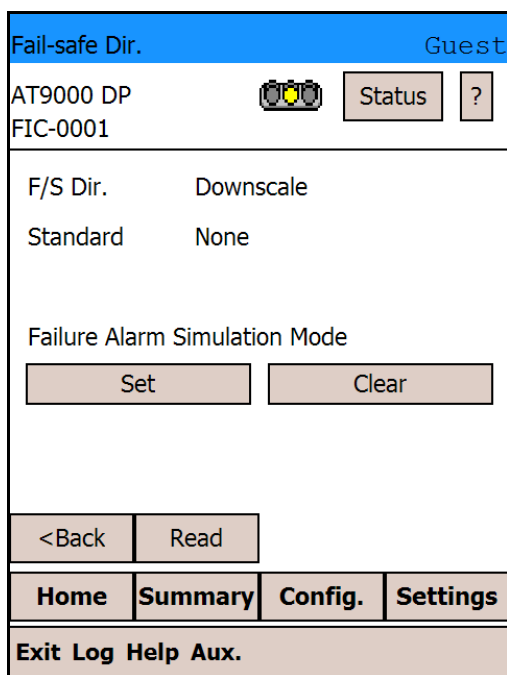 Fail-safe Dir. Guest
AT9000 DP Status ?
FIC-0001
F/S Dir. Downscale
Standard None
Failure Alarm Simulation Mode
Set Clear
<Back Read
Home Summary Config. Settings
Exit Log Help Aux.